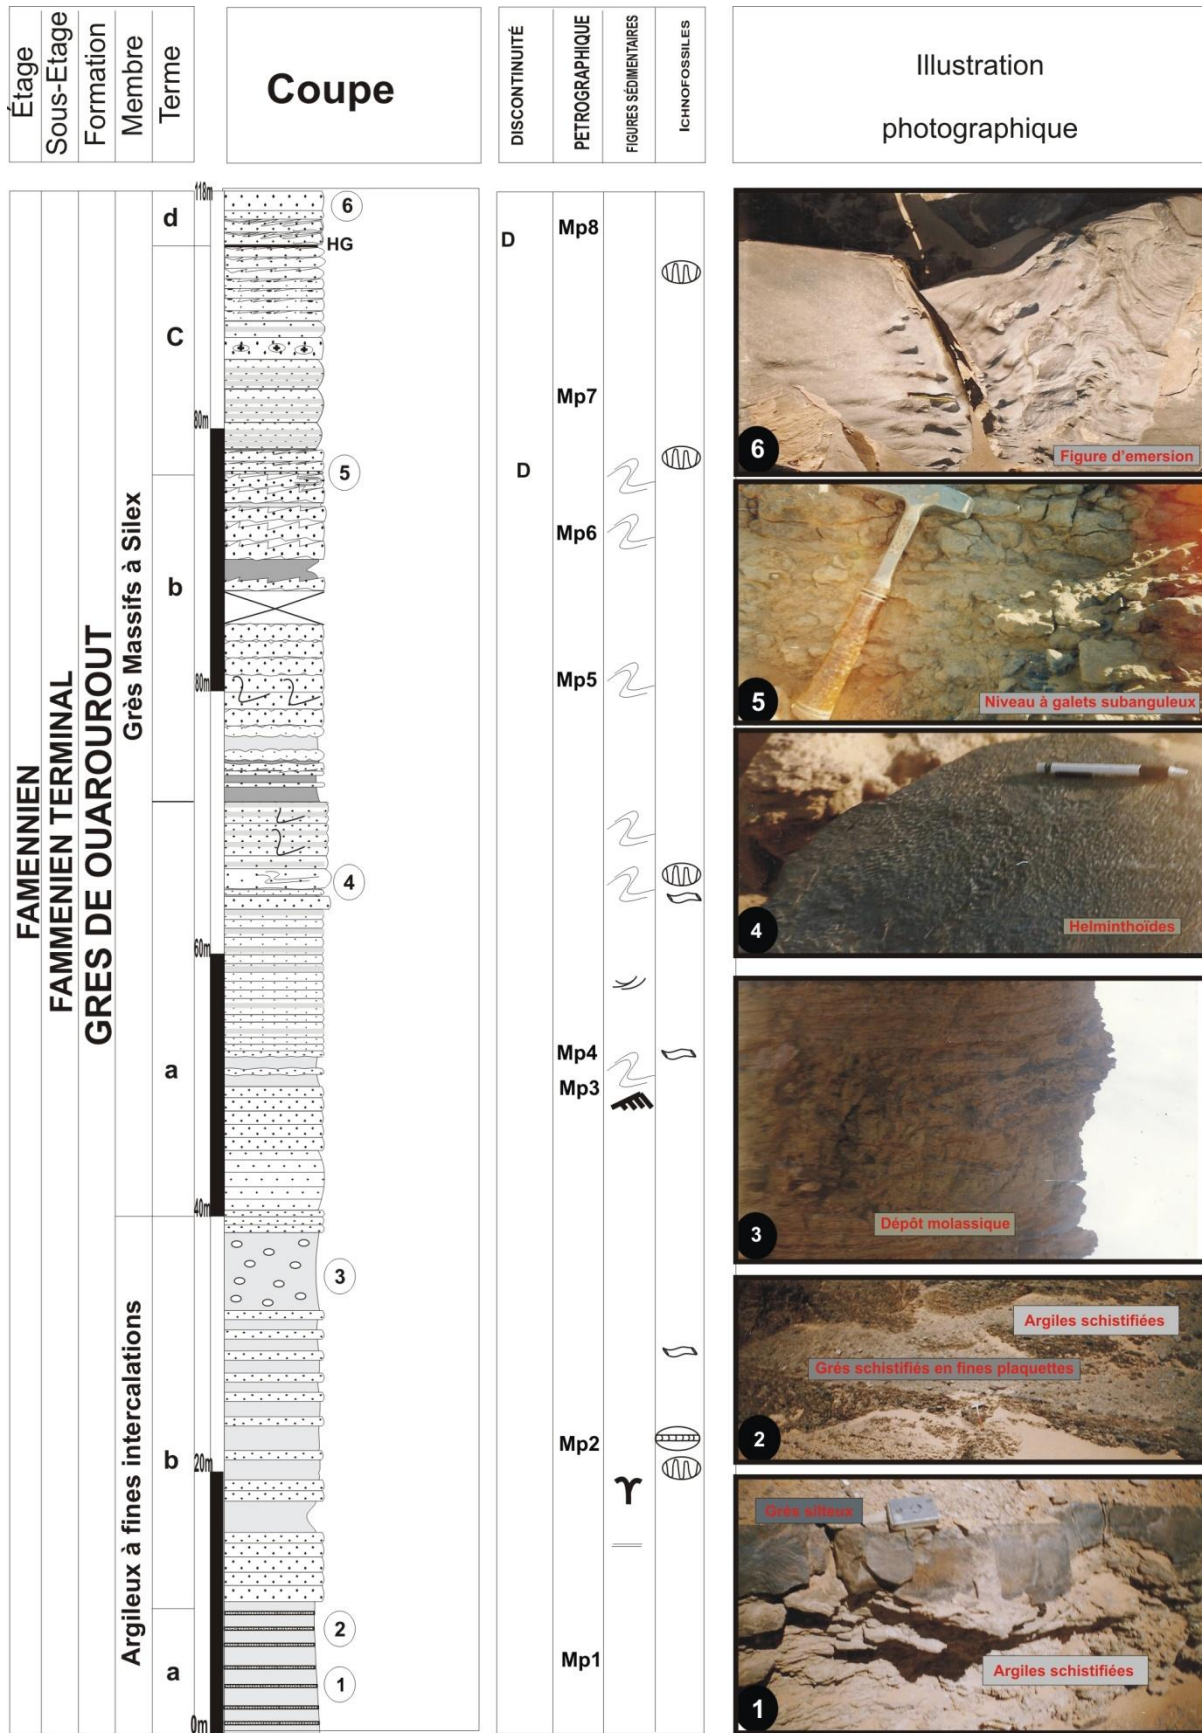 Étage
Sous-Etage
Formation
Membre
Terme
Coupe
DISCONTINUITÉ
PETROGRAPHIQUE
FIGURES SÉDIMENTAIRES
ICHNOFOSSILES
Illustration
photographique
FAMENNIEN
FAMMENIEN TERMINAL
GRES DE OUAROUROUT
Grès Massifs à Silex
Argileux à fines intercalations
d
C
b
a
b
a
118m
80m
80m
60m
40m
20m
0m
6
HG
5
4
3
2
1
D
D
Mp8
Mp7
Mp6
Mp5
Mp4
Mp3
Mp2
Mp1
6
Figure d'emersion
5
Niveau à galets subanguleux
4
Helminthoïdes
3
Dépôt molassique
Argiles schistifiées
Grés schistifiés en fines plaquettes
2
Grés silteux
Argiles schistifiées
1